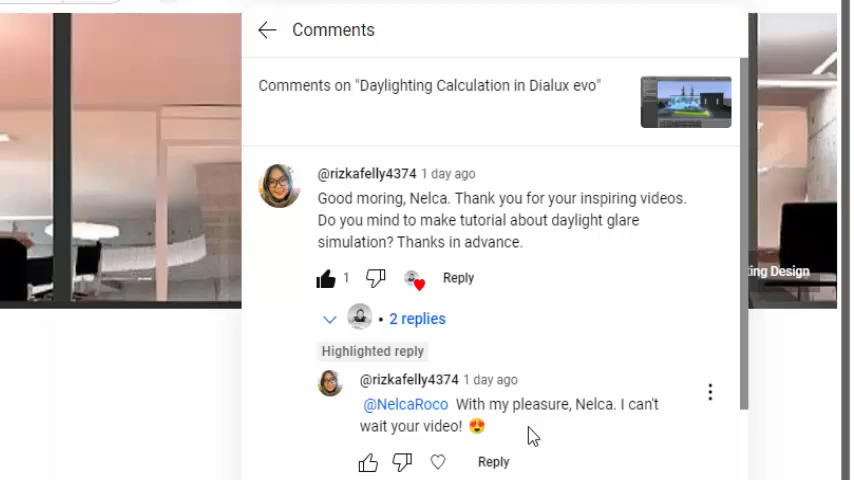 Comments
Comments on "Daylighting Calculation in Dialux evo"
@rizkafelly4374 1 day ago
Good moring, Nelca. Thank you for your inspiring videos.
Do you mind to make tutorial about daylight glare
simulation? Thanks in advance.
1 Reply
• 2 replies
Highlighted reply
@rizkafelly4374 1 day ago
@NelcaRoco With my pleasure, Nelca. I can't
wait your video! 😍
Reply
Design